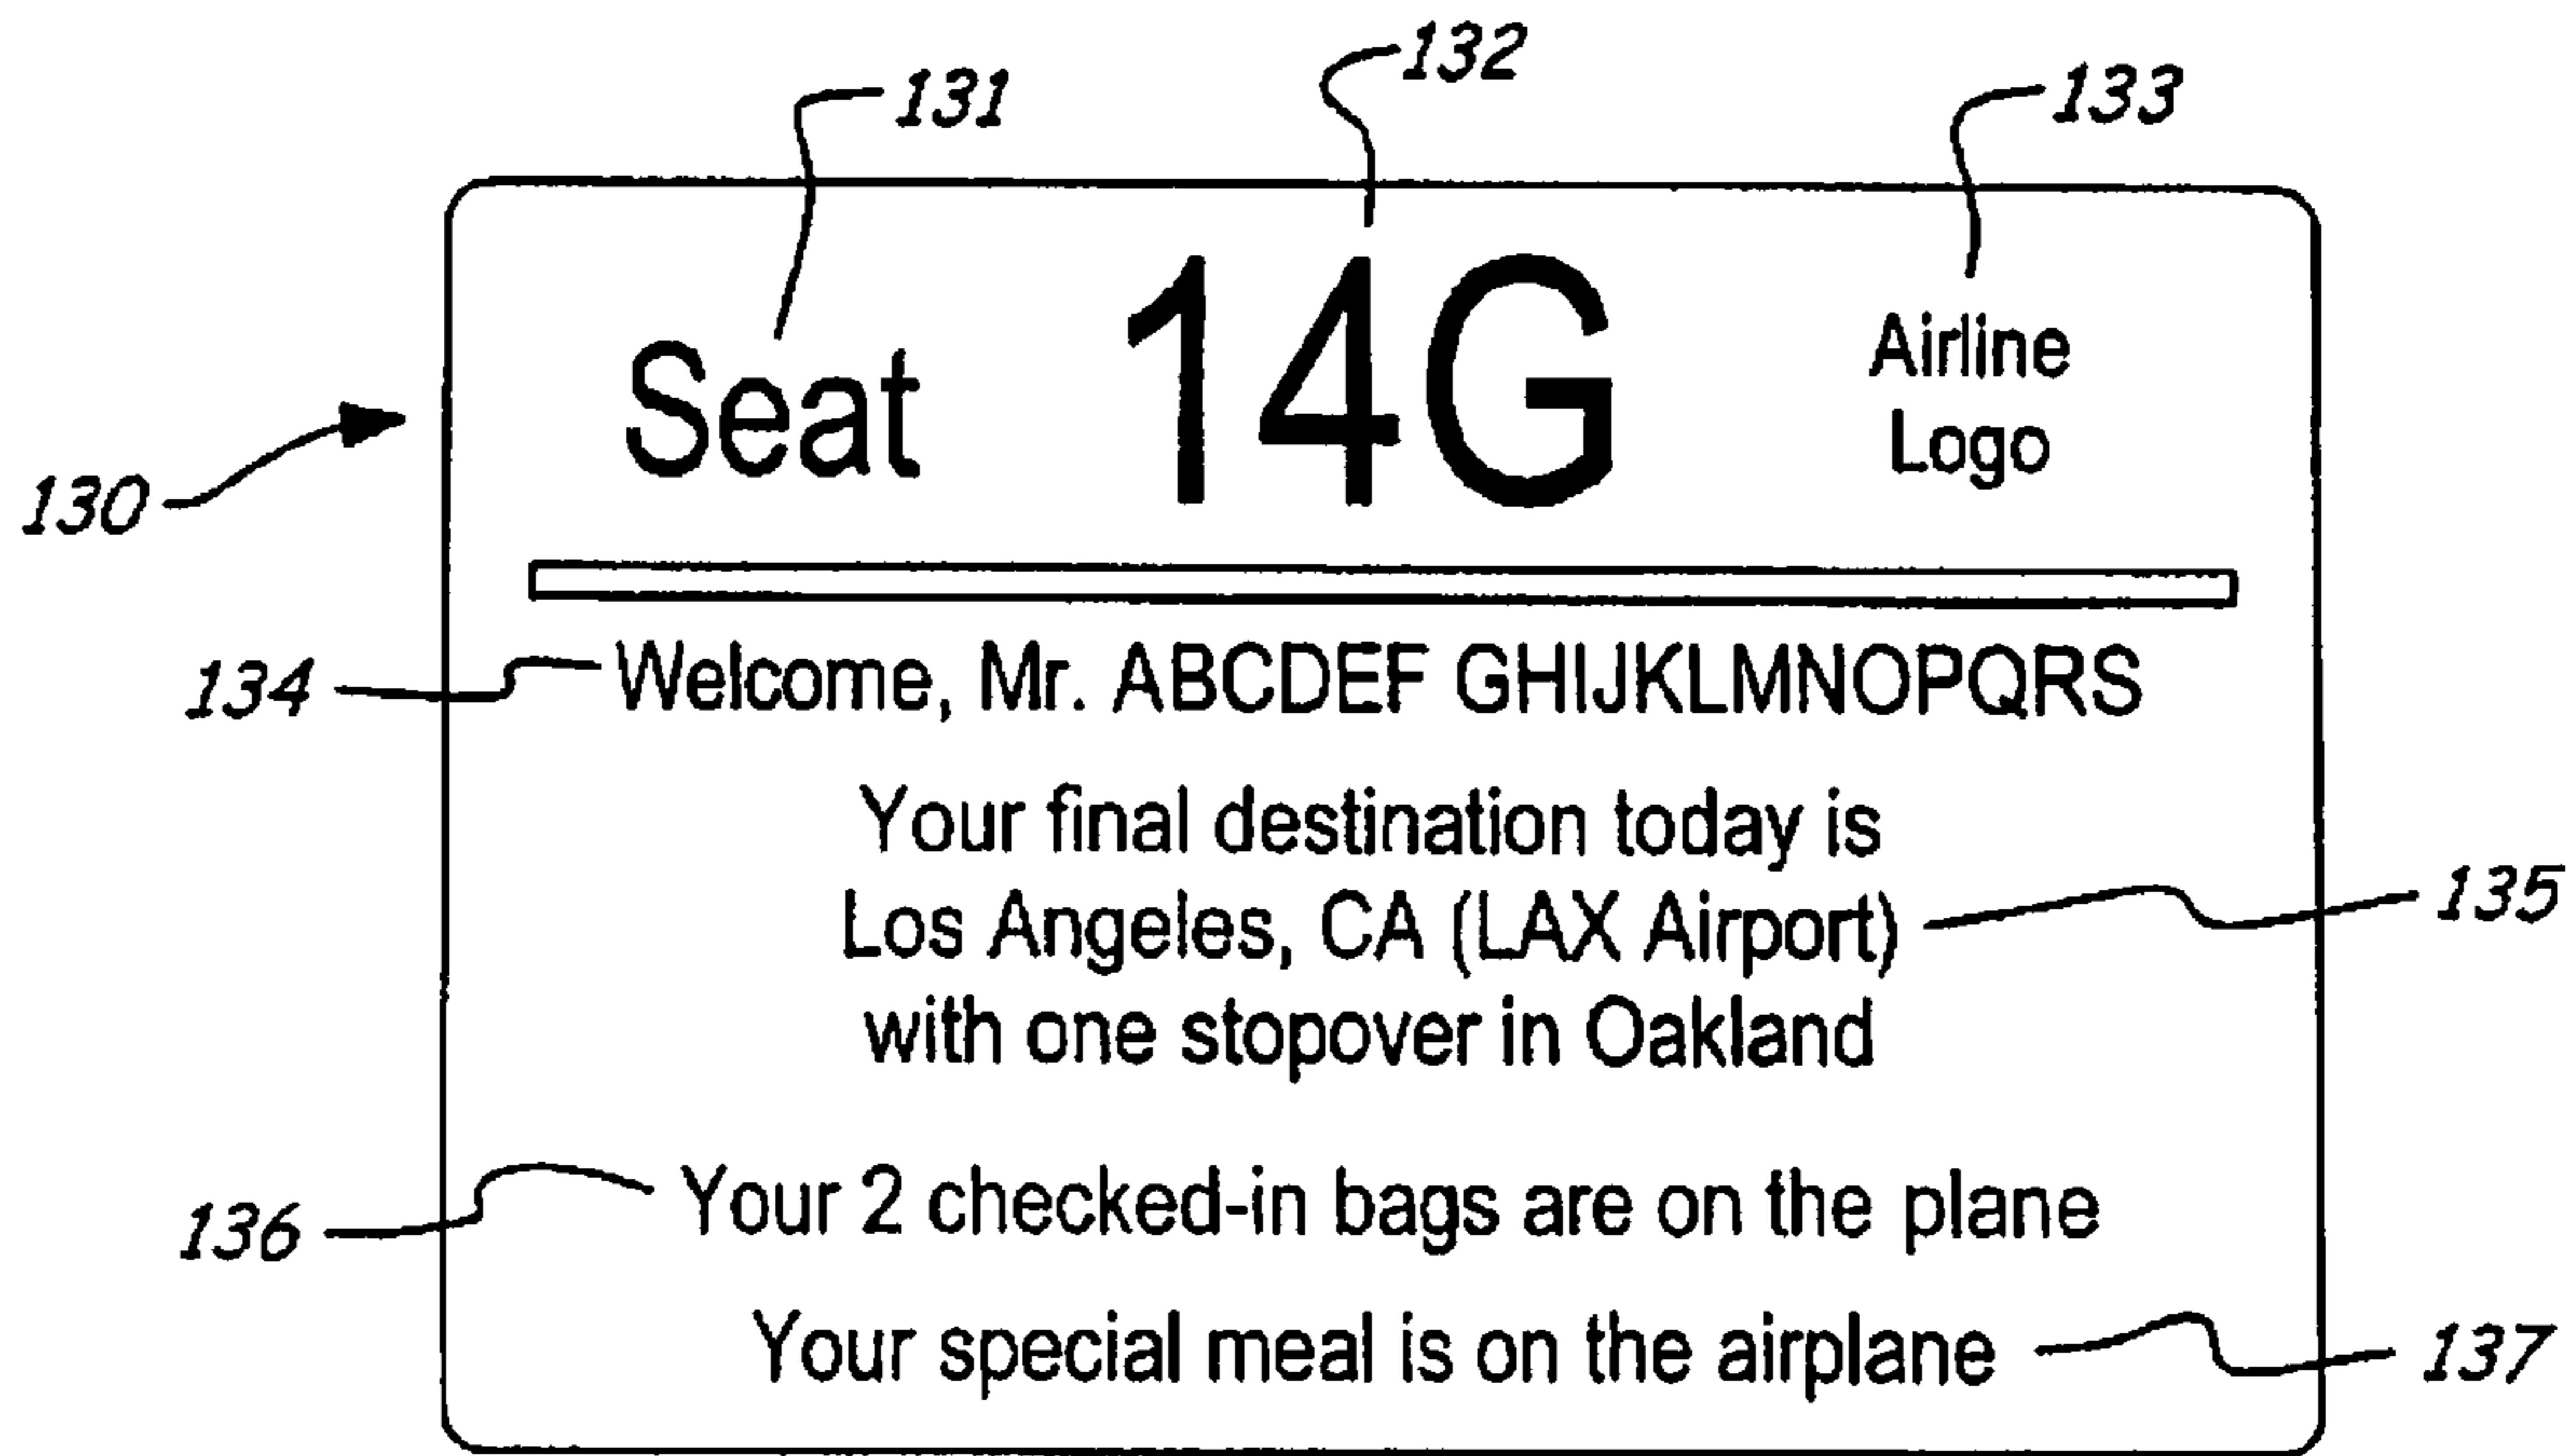 132
131
133
14G
Seat
Airline
Logo
130
134
Welcome, Mr. ABCDEF GHIJKLMNOPQRS
Your final destination today is
Los Angeles, CA (LAX Airport)
135
with one stopover in Oakland
136
Your 2 checked-in bags are on the plane
Your special meal is on the airplane
137